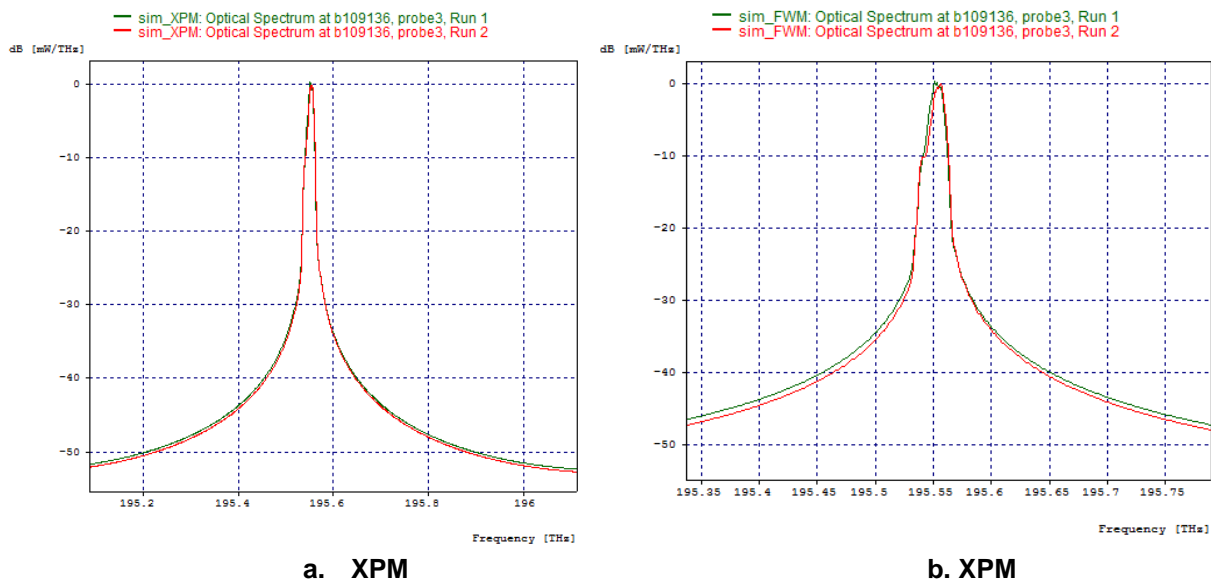 sim_XPM: Optical Spectrum at b109136, probe3, Run 1
sim_XPM: Optical Spectrum at b109136, probe3, Run 2
dB [mW/THz]
0
-10
-20
-30
-40
-50
195.2 195.4 195.6 195.8 196
Frequency [THz]
a. XPM
sim_FWM: Optical Spectrum at b109136, probe3, Run 1
sim_FWM: Optical Spectrum at b109136, probe3, Run 2
dB [mW/THz]
0
-10
-20
-30
-40
-50
195.35 195.4 195.45 195.5 195.55 195.6 195.65 195.7 195.75
Frequency [THz]
b. XPM